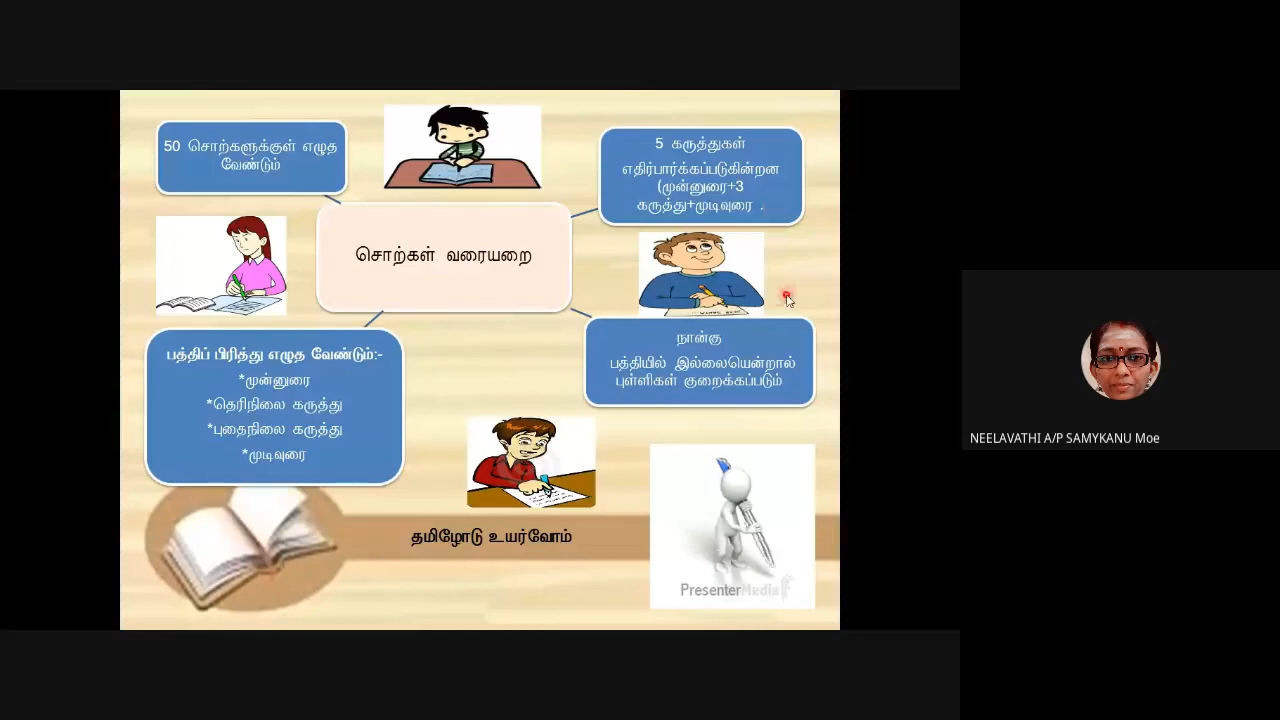 50 சொற்களுக்குள் எழுத
வேண்டும்
5 கருத்துகள்
எதிர்பார்க்கப்படுகின்றன
(முன்னுரை+3
கருத்து+முடிவுரை .
சொற்கள் வரையறை
பத்திப் பிரித்து எழுத வேண்டும்:-
*முன்னுரை
*தெரிநிலை கருத்து
*புதைநிலை கருத்து
*முடிவுரை
நான்கு
பத்தியில் இல்லையென்றால்
புள்ளிகள் குறைக்கப்படும்
தமிழோடு உயர்வோம்
PresenterMedia
NEELAVATHI A/P SAMYKANU Moe